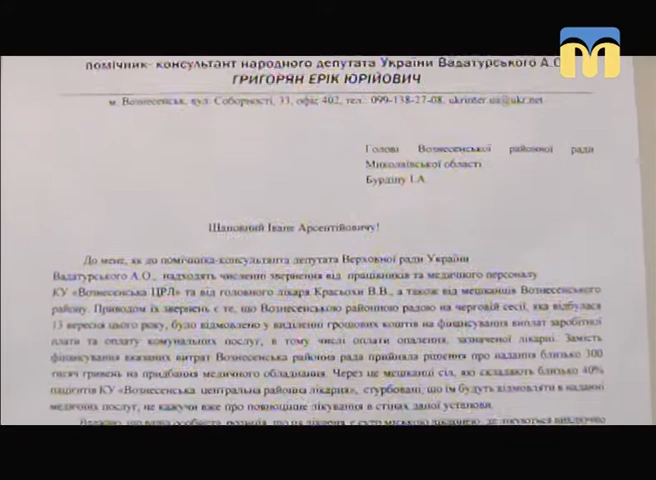 помічник- консультант народного депутата України Вадатурського А.О
ГРИГОРЯН ЕРІК ЮРІЙОВИЧ
м. Вознесенськ, вул. Соборності, 33, офіс 402, тел.: 099-138-27-08, ukrinter.ua@ukr.net
Голові Вознесенської районної ради
Миколаївської області
Бурдіну І.А.
Шановний Іване Арсентійовичу!
До мене, як до помічника-консультанта депутата Верховної ради України
Вадатурського А.О., надходять численно звернення від працівників та медичного персоналу
КУ «Вознесенська ЦРЛ» та від головного лікаря Красьохи В.В., а також від мешканців Вознесенського
району. Приводом їх звернень є те, що Вознесенською районною радою на черговій сесії, яка відбулася
13 вересня цього року, було відмовлено у виділенні грошових коштів на фінансування виплат заробітної
плати та оплату комунальних послуг, в тому числі оплати опалення, зазначеної лікарні. Замість
фінансування вказаних витрат Вознесенська районна рада прийняла рішення про надання близько 300
тисяч гривень на придбання медичного обладнання. Через це мешканці сіл, які складають близько 40%
пацієнтів КУ «Вознесенська центральна районна лікарня», стурбовані, що їм будуть відмовляти в наданні
медичних послуг, не кажучи вже про повноцінне лікування в стінах даної установи.